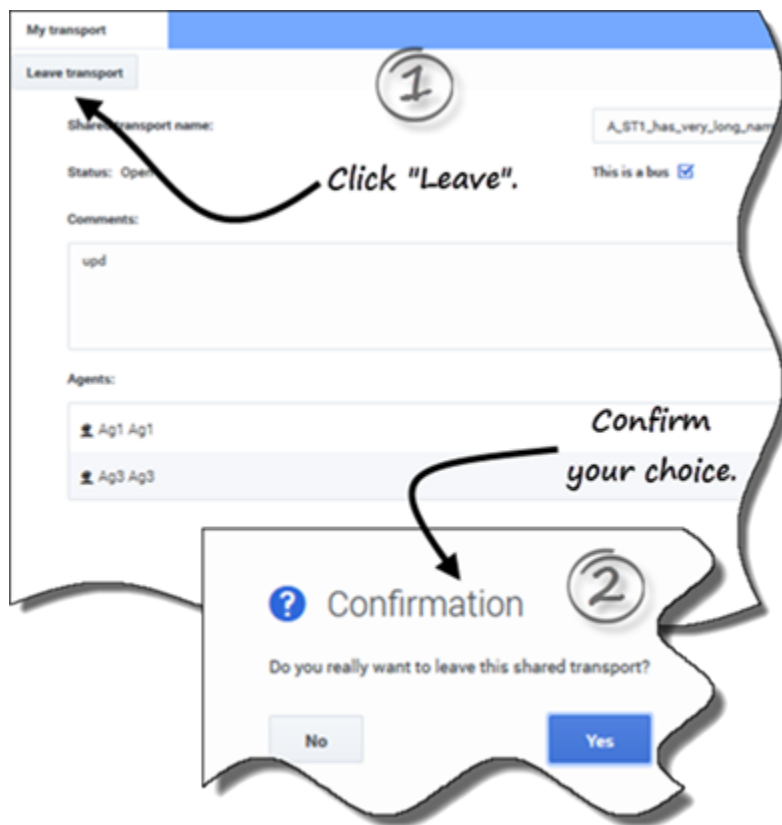 My transport
Leave transport
1
Shared transport name:
A_ST1_has_very_long_nam
Status: Open
Click "Leave".
This is a bus
Comments:
upd
Agents:
Ag1 Ag1
Confirm
your choice.
Ag3 Ag3
2
? Confirmation
Do you really want to leave this shared transport?
No
Yes